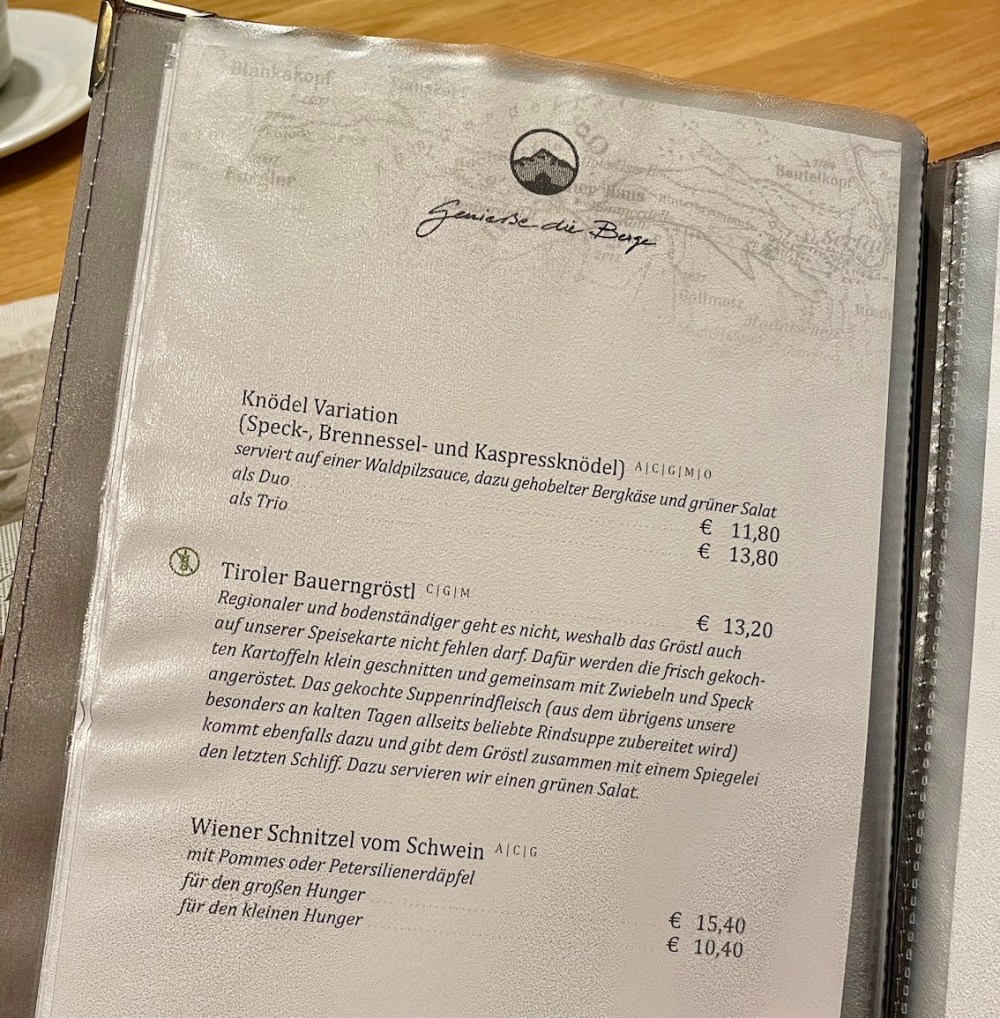 Blankakopf
Beutelkopf
Genieße die Berge
Knödel Variation
(Speck-, Brennessel- und Kaspressknödel) A|C|G|M|O
serviert auf einer Waldpilzsauce, dazu gehobelter Bergkäse und grüner Salat
als Duo € 11,80
als Trio € 13,80
Tiroler Bauerngröstl C|G|M € 13,20
Regionaler und bodenständiger geht es nicht, weshalb das Gröstl auch
auf unserer Speisekarte nicht fehlen darf. Dafür werden die frisch gekoch-
ten Kartoffeln klein geschnitten und gemeinsam mit Zwiebeln und Speck
angeröstet. Das gekochte Suppenrindfleisch (aus dem übrigens unsere
besonders an kalten Tagen allseits beliebte Rindsuppe zubereitet wird)
kommt ebenfalls dazu und gibt dem Gröstl zusammen mit einem Spiegelei
den letzten Schliff. Dazu servieren wir einen grünen Salat.
Wiener Schnitzel vom Schwein A|C|G
mit Pommes oder Petersilienerdäpfel
für den großen Hunger € 15,40
für den kleinen Hunger € 10,40